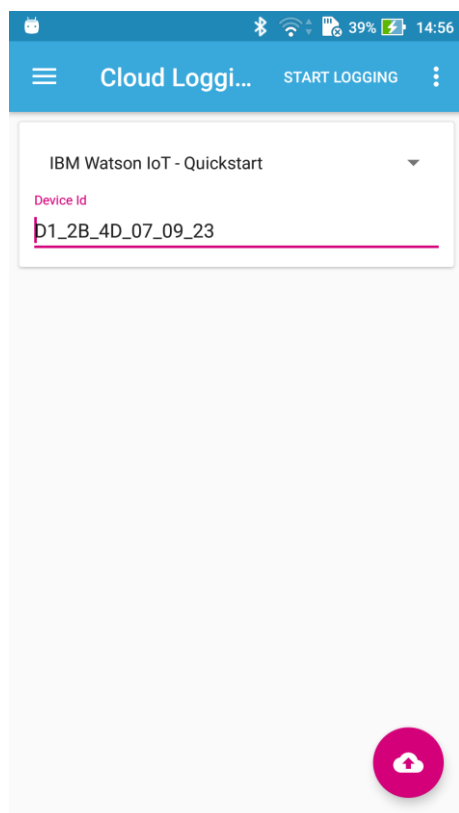 39% 14:56
Cloud Loggi... START LOGGING
IBM Watson IoT - Quickstart
Device Id
D1_2B_4D_07_09_23